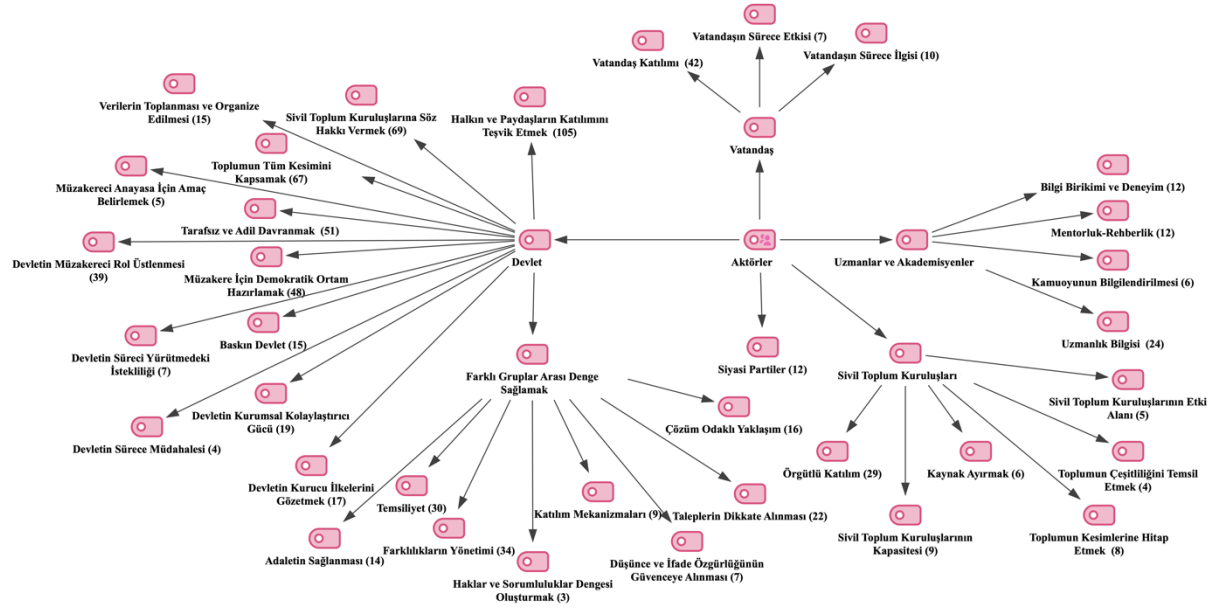 Vatandaşın Sürece Etkisi (7)
Vatandaş Katılımı (42)
Vatandaşın Sürece İlgisi (10)
Vatandaş
Verilerin Toplanması ve Organize
Edilmesi (15)
Sivil Toplum Kuruluşlarına Söz
Hakkı Vermek (69)
Halkın ve Paydaşların Katılımını
Teşvik Etmek (105)
Toplumun Tüm Kesimini
Kapsamak (67)
Müzakereci Anayasa İçin Amaç
Belirlemek (5)
Tarafsız ve Adil Davranmak (51)
Devletin Müzakereci Rol Üstlenmesi
(39)
Müzakere İçin Demokratik Ortam
Hazırlamak (48)
Devlet
Aktörler
Uzmanlar ve Akademisyenler
Bilgi Birikimi ve Deneyim (12)
Mentorluk-Rehberlik (12)
Kamuoyunun Bilgilendirilmesi (6)
Uzmanlık Bilgisi (24)
Baskın Devlet (15)
Devletin Süreci Yürütmedeki
İstekliliği (7)
Devletin Kurumsal Kolaylaştırıcı
Gücü (19)
Devletin Sürece Müdahalesi (4)
Devletin Kurucu İlkelerini
Gözetmek (17)
Farklı Gruplar Arası Denge
Sağlamak
Siyasi Partiler (12)
Sivil Toplum Kuruluşları
Çözüm Odaklı Yaklaşım (16)
Temsiliyet (30)
Adaletin Sağlanması (14)
Farklılıkların Yönetimi (34)
Haklar ve Sorumluluklar Dengesi
Oluşturmak (3)
Katılım Mekanizmaları (9)
Düşünce ve İfade Özgürlüğünün
Güvenceye Alınması (7)
Taleplerin Dikkate Alınması (22)
Sivil Toplum Kuruluşlarının Etki
Alanı (5)
Örgütlü Katılım (29)
Kaynak Ayırmak (6)
Toplumun Çeşitliliğini Temsil
Etmek (4)
Sivil Toplum Kuruluşlarının
Kapasitesi (9)
Toplumun Kesimlerine Hitap
Etmek (8)